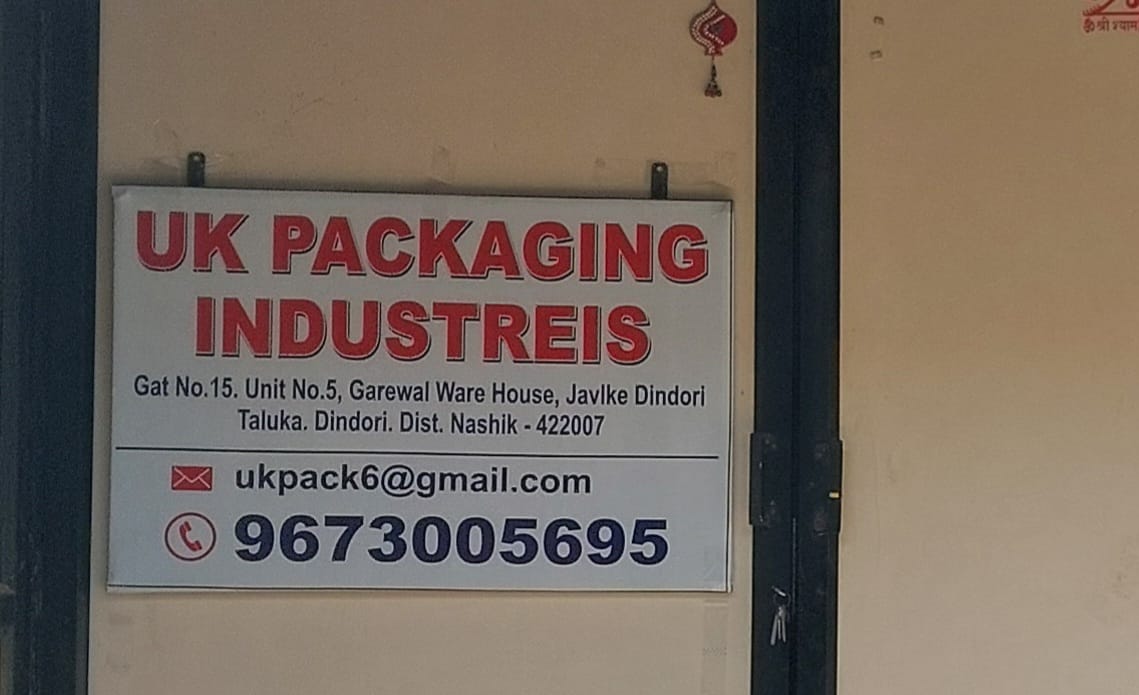 UK PACKAGING
INDUSTREIS
Gat No.15. Unit No.5, Garewal Ware House, Javlke Dindori
Taluka. Dindori. Dist. Nashik - 422007
ukpack6@gmail.com
9673005695
ॐ श्री श्याम